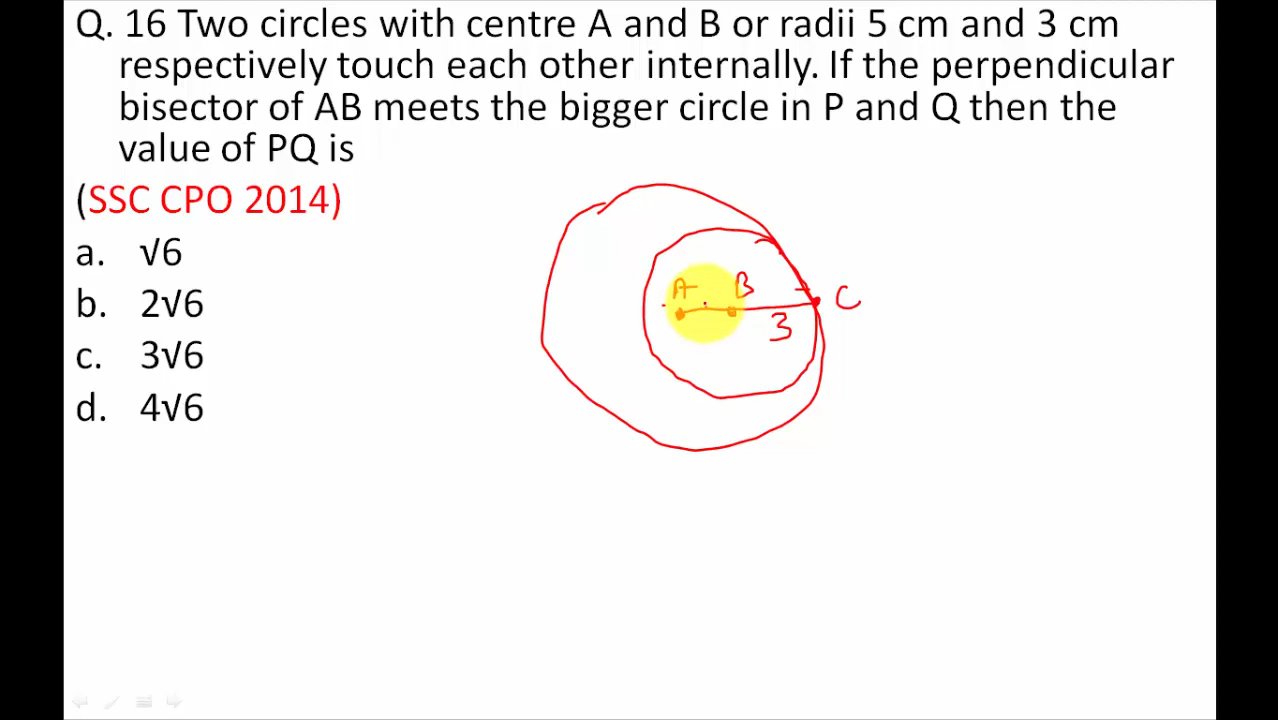 Q. 16 Two circles with centre A and B or radii 5 cm and 3 cm
respectively touch each other internally. If the perpendicular
bisector of AB meets the bigger circle in P and Q then the
value of PQ is
(SSC CPO 2014)
a. √6
b. 2√6
c. 3√6
d. 4√6
A B C
3